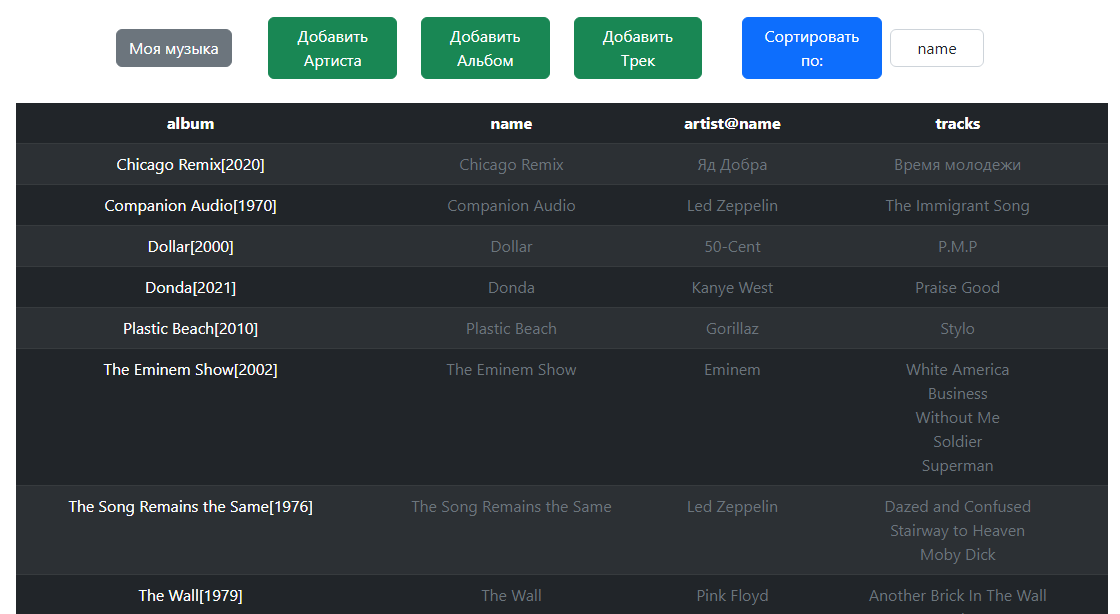 Моя музыка
Добавить
Артиста
Добавить
Альбом
Добавить
Трек
Сортировать
по:
name
album name artist@name tracks
Chicago Remix[2020] Chicago Remix Яд Добра Время молодежи
Companion Audio[1970] Companion Audio Led Zeppelin The Immigrant Song
Dollar[2000] Dollar 50-Cent P.M.P
Donda[2021] Donda Kanye West Praise Good
Plastic Beach[2010] Plastic Beach Gorillaz Stylo
The Eminem Show[2002] The Eminem Show Eminem White America
Business
Without Me
Soldier
Superman
The Song Remains the Same[1976] The Song Remains the Same Led Zeppelin Dazed and Confused
Stairway to Heaven
Moby Dick
The Wall[1979] The Wall Pink Floyd Another Brick In The Wall